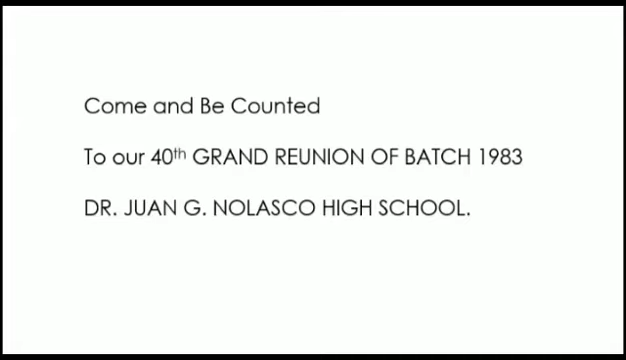 Come and Be Counted
To our 40th GRAND REUNION OF BATCH 1983
DR. JUAN G. NOLASCO HIGH SCHOOL.